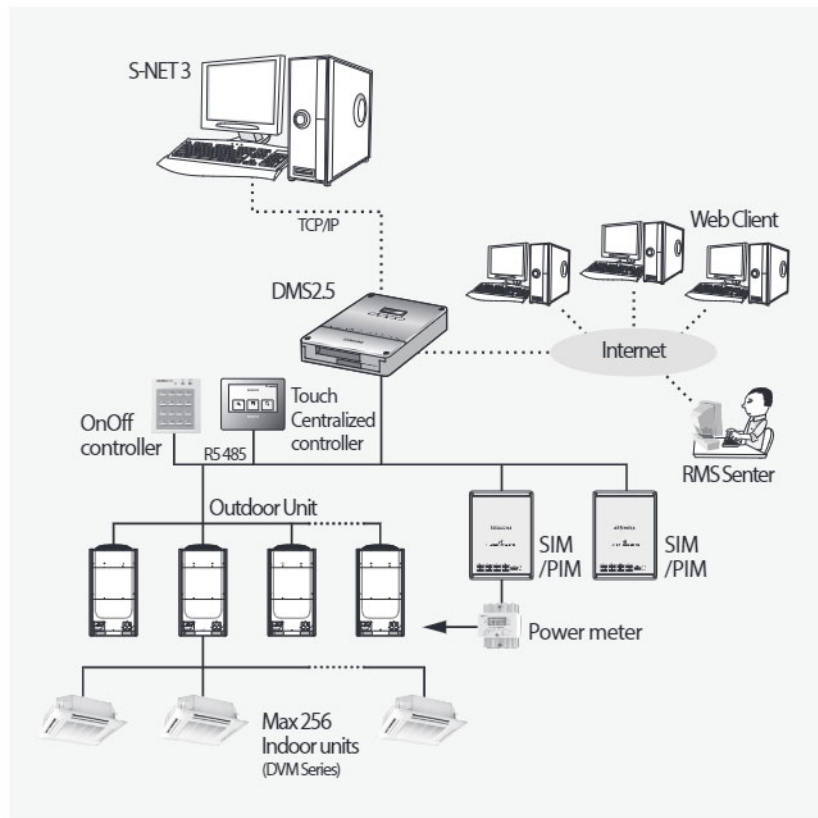 S-NET 3
TCP/IP
Web Client
DMS2.5
Internet
OnOff
controller
Touch
Centralized
controller
R5 485
RMS Senter
Outdoor Unit
SIM
/PIM
SIM
/PIM
Power meter
Max 256
Indoor units
(DVM Series)